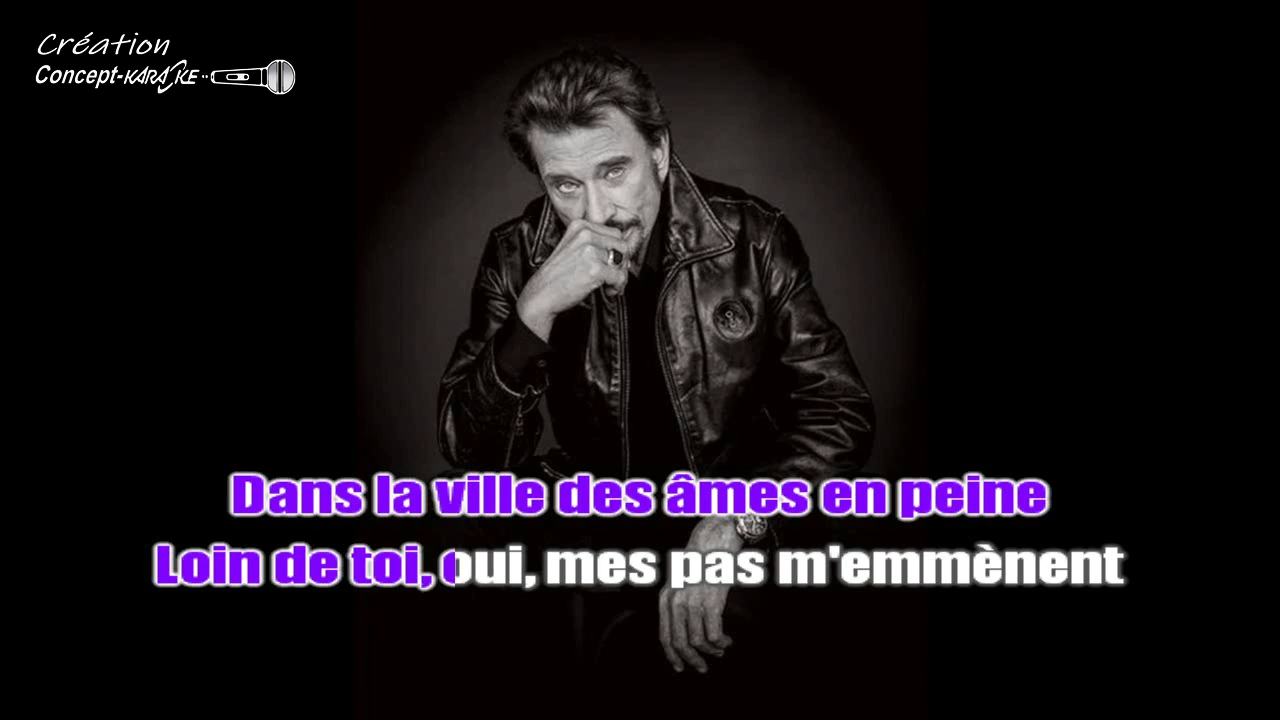 Création
Concept-KARAOKE
Dans la ville des âmes en peine
Loin de toi, oui, mes pas m'emmènent